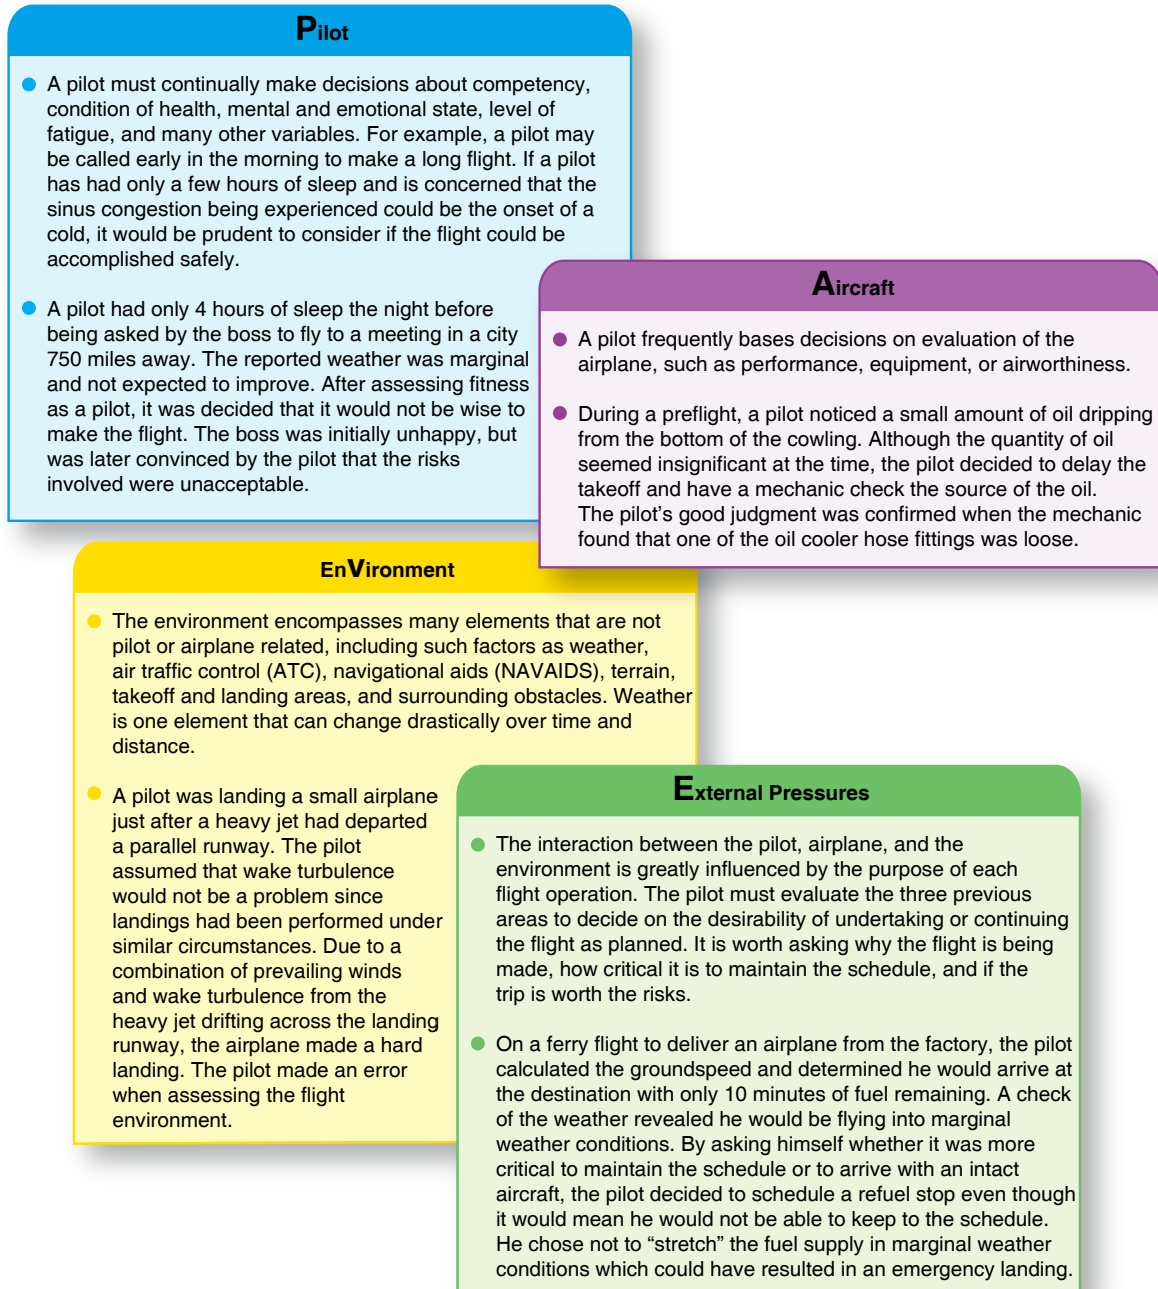 Pilot
A pilot must continually make decisions about competency,
condition of health, mental and emotional state, level of
fatigue, and many other variables. For example, a pilot may
be called early in the morning to make a long flight. If a pilot
has had only a few hours of sleep and is concerned that the
sinus congestion being experienced could be the onset of a
cold, it would be prudent to consider if the flight could be
accomplished safely.
A pilot had only 4 hours of sleep the night before
being asked by the boss to fly to a meeting in a city
750 miles away. The reported weather was marginal
and not expected to improve. After assessing fitness
as a pilot, it was decided that it would not be wise to
make the flight. The boss was initially unhappy, but
was later convinced by the pilot that the risks
involved were unacceptable.
Aircraft
A pilot frequently bases decisions on evaluation of the
airplane, such as performance, equipment, or airworthiness.
During a preflight, a pilot noticed a small amount of oil dripping
from the bottom of the cowling. Although the quantity of oil
seemed insignificant at the time, the pilot decided to delay the
takeoff and have a mechanic check the source of the oil.
The pilot’s good judgment was confirmed when the mechanic
found that one of the oil cooler hose fittings was loose.
EnVironment
The environment encompasses many elements that are not
pilot or airplane related, including such factors as weather,
air traffic control (ATC), navigational aids (NAVAIDS), terrain,
takeoff and landing areas, and surrounding obstacles. Weather
is one element that can change drastically over time and
distance.
A pilot was landing a small airplane
just after a heavy jet had departed
a parallel runway. The pilot
assumed that wake turbulence
would not be a problem since
landings had been performed under
similar circumstances. Due to a
combination of prevailing winds
and wake turbulence from the
heavy jet drifting across the landing
runway, the airplane made a hard
landing. The pilot made an error
when assessing the flight
environment.
External Pressures
The interaction between the pilot, airplane, and the
environment is greatly influenced by the purpose of each
flight operation. The pilot must evaluate the three previous
areas to decide on the desirability of undertaking or continuing
the flight as planned. It is worth asking why the flight is being
made, how critical it is to maintain the schedule, and if the
trip is worth the risks.
On a ferry flight to deliver an airplane from the factory, the pilot
calculated the groundspeed and determined he would arrive at
the destination with only 10 minutes of fuel remaining. A check
of the weather revealed he would be flying into marginal
weather conditions. By asking himself whether it was more
critical to maintain the schedule or to arrive with an intact
aircraft, the pilot decided to schedule a refuel stop even though
it would mean he would not be able to keep to the schedule.
He chose not to “stretch” the fuel supply in marginal weather
conditions which could have resulted in an emergency landing.